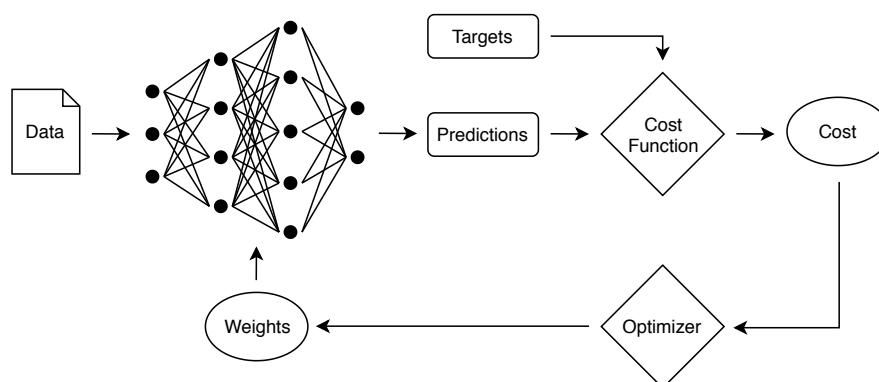 Targets
Data
Predictions
Cost
Function
Cost
Weights
Optimizer